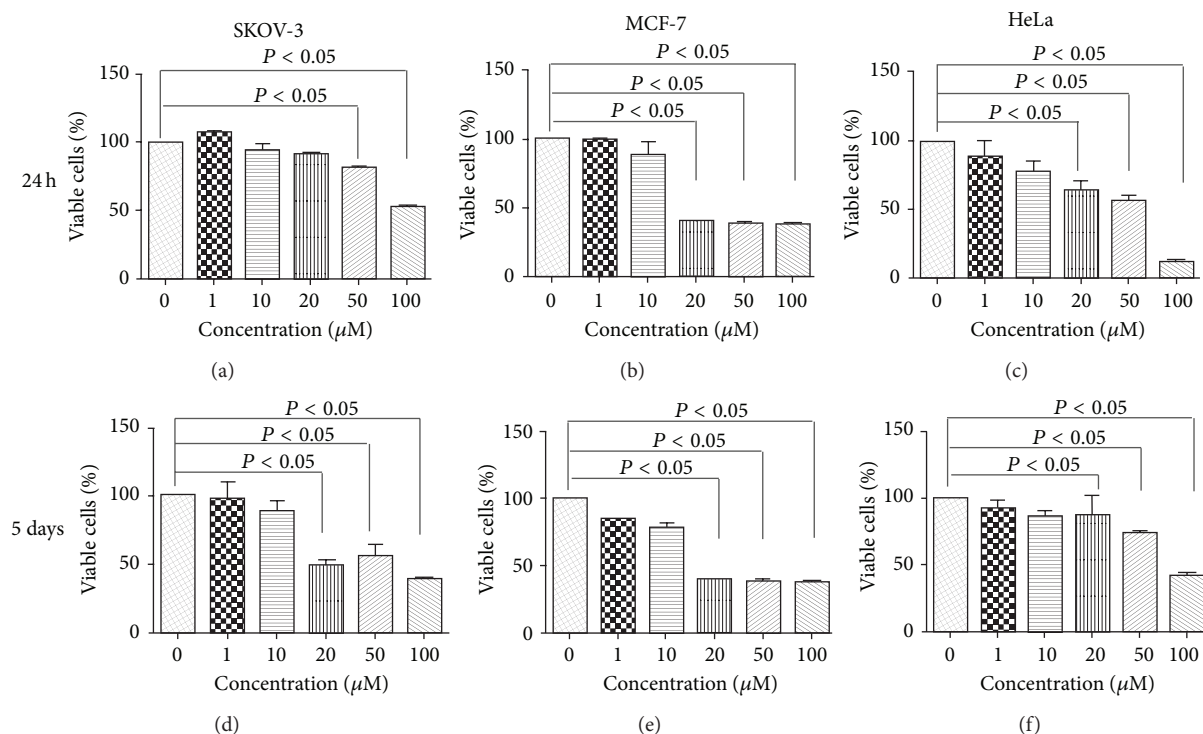 SKOV-3
P < 0.05
P < 0.05
150
100
50
0
Viable cells (%)
24 h
0 1 10 20 50 100
Concentration (μM)
(a)
MCF-7
P < 0.05
P < 0.05
P < 0.05
150
100
50
0
Viable cells (%)
0 1 10 20 50 100
Concentration (μM)
(b)
HeLa
P < 0.05
P < 0.05
P < 0.05
150
100
50
0
Viable cells (%)
0 1 10 20 50 100
Concentration (μM)
(c)
P < 0.05
P < 0.05
P < 0.05
150
100
50
0
Viable cells (%)
5 days
0 1 10 20 50 100
Concentration (μM)
(d)
P < 0.05
P < 0.05
P < 0.05
150
100
50
0
Viable cells (%)
0 1 10 20 50 100
Concentration (μM)
(e)
P < 0.05
P < 0.05
P < 0.05
150
100
50
0
Viable cells (%)
0 1 10 20 50 100
Concentration (μM)
(f)